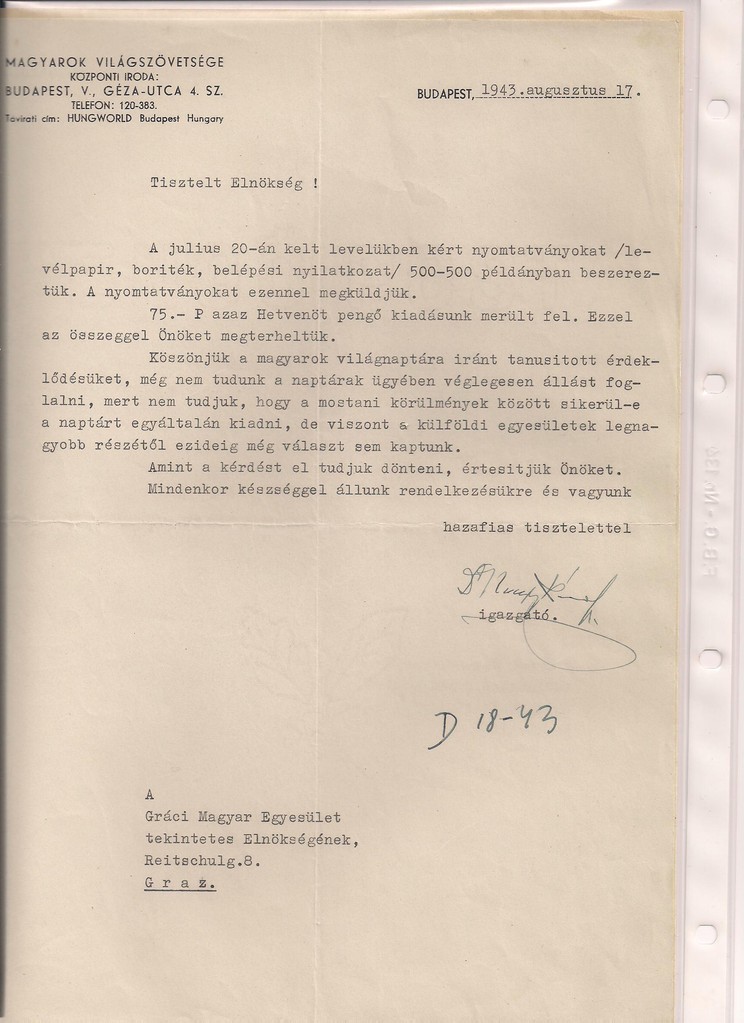 MAGYAROK VILÁGSZÖVETSÉGE
KÖZPONTI IRODA:
BUDAPEST, V., GÉZA-UTCA 4. SZ.
TELEFON: 120-383.
Távirati cím: HUNGWORLD Budapest Hungary
BUDAPEST, 1943.augusztus 17.
Tisztelt Elnökség !
A julius 20-án kelt levelükben kért nyomtatványokat /le-
vélpapir, boriték, belépési nyilatkozat/ 500-500 példányban beszerez-
tük. A nyomtatványokat ezennel megküldjük.
75.- P azaz Hetvenöt pengő kiadásunk merült fel. Ezzel
az összeggel Önöket megterheltük.
Köszönjük a magyarok világnaptára iránt tanusitott érdek-
lődésüket, még nem tudunk a naptárak ügyében véglegesen állást fog-
lalni, mert nem tudjuk, hogy a mostani körülmények között sikerül-e
a naptárt egyáltalán kiadni, de viszont a külföldi egyesületek legna-
gyobb részétől ezideig még választ sem kaptunk.
Amint a kérdést el tudjuk dönteni, értesitjük Önöket.
Mindenkor készséggel állunk rendelkezésükre és vagyunk
hazafias tisztelettel
igazgató.
D 18-43
A
Gráci Magyar Egyesület
tekintetes Elnökségének,
Reitschulg.8.
G r a z.